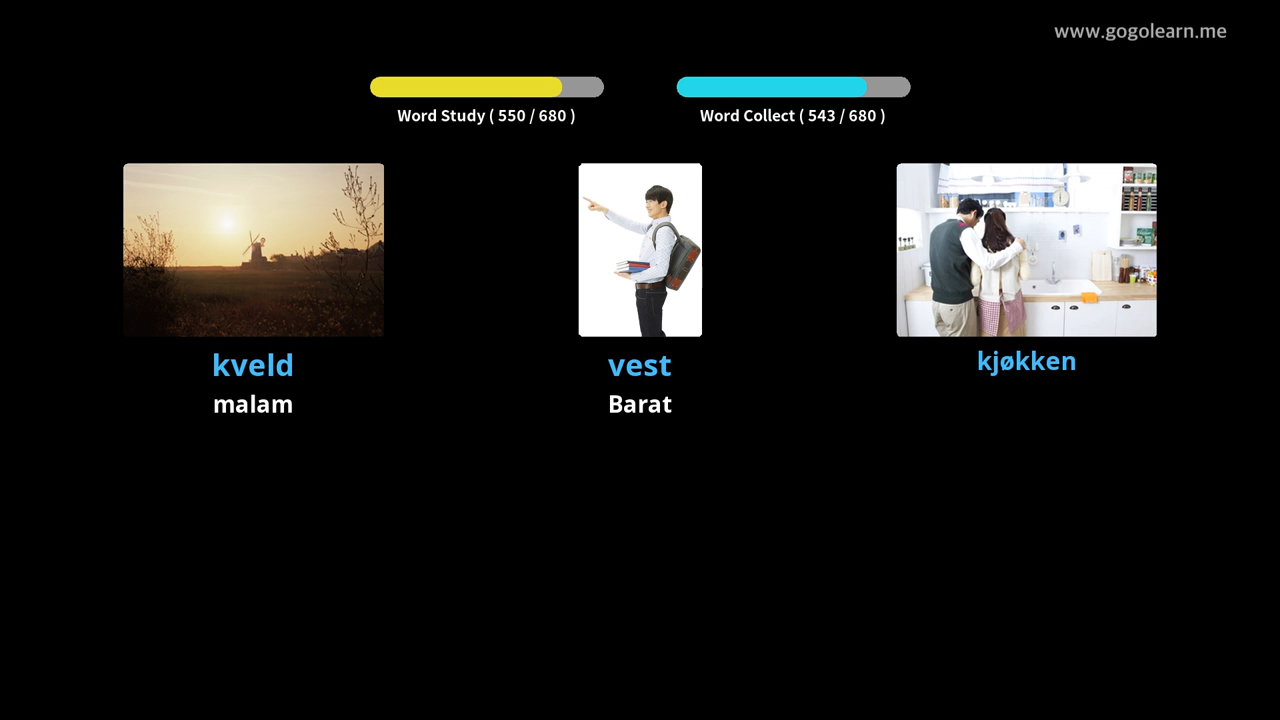 www.gogolearn.me
Word Study ( 550 / 680 )
Word Collect ( 543 / 680 )
kveld
malam
vest
Barat
kjøkken